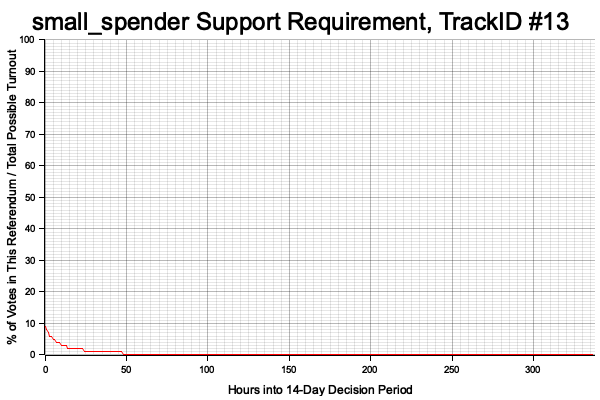 small_spender Support Requirement, TrackID #13
% of Votes in This Referendum / Total Possible Turnout
100
90
80
70
60
50
40
30
20
10
0
0 50 100 150 200 250 300
Hours into 14-Day Decision Period